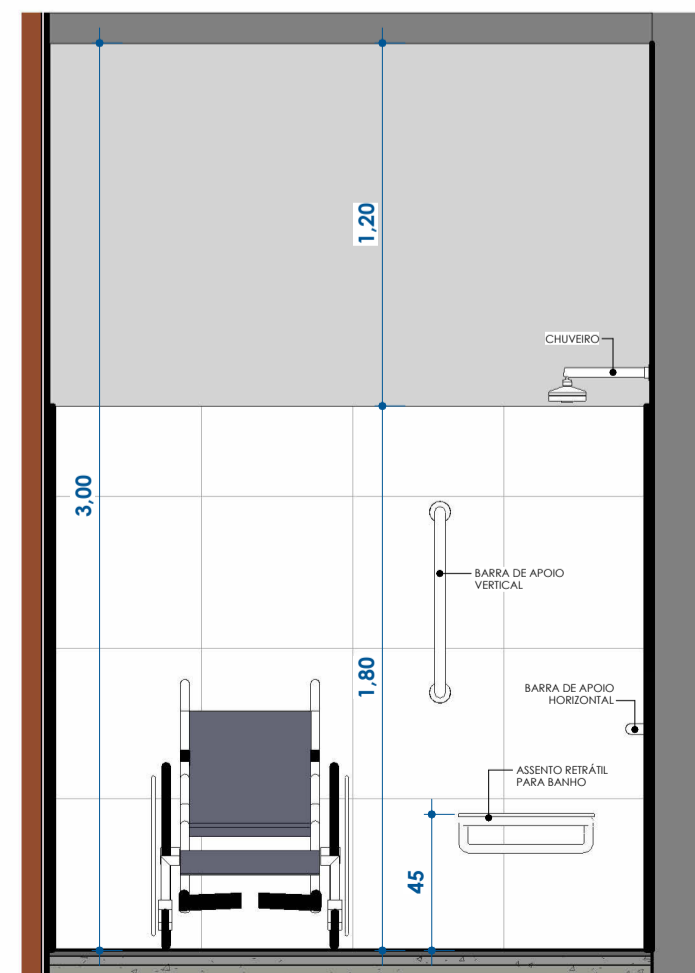 1,20
CHUVEIRO
3,00
BARRA DE APOIO
VERTICAL
1,80
BARRA DE APOIO
HORIZONTAL
ASSENTO RETRÁTIL
PARA BANHO
45